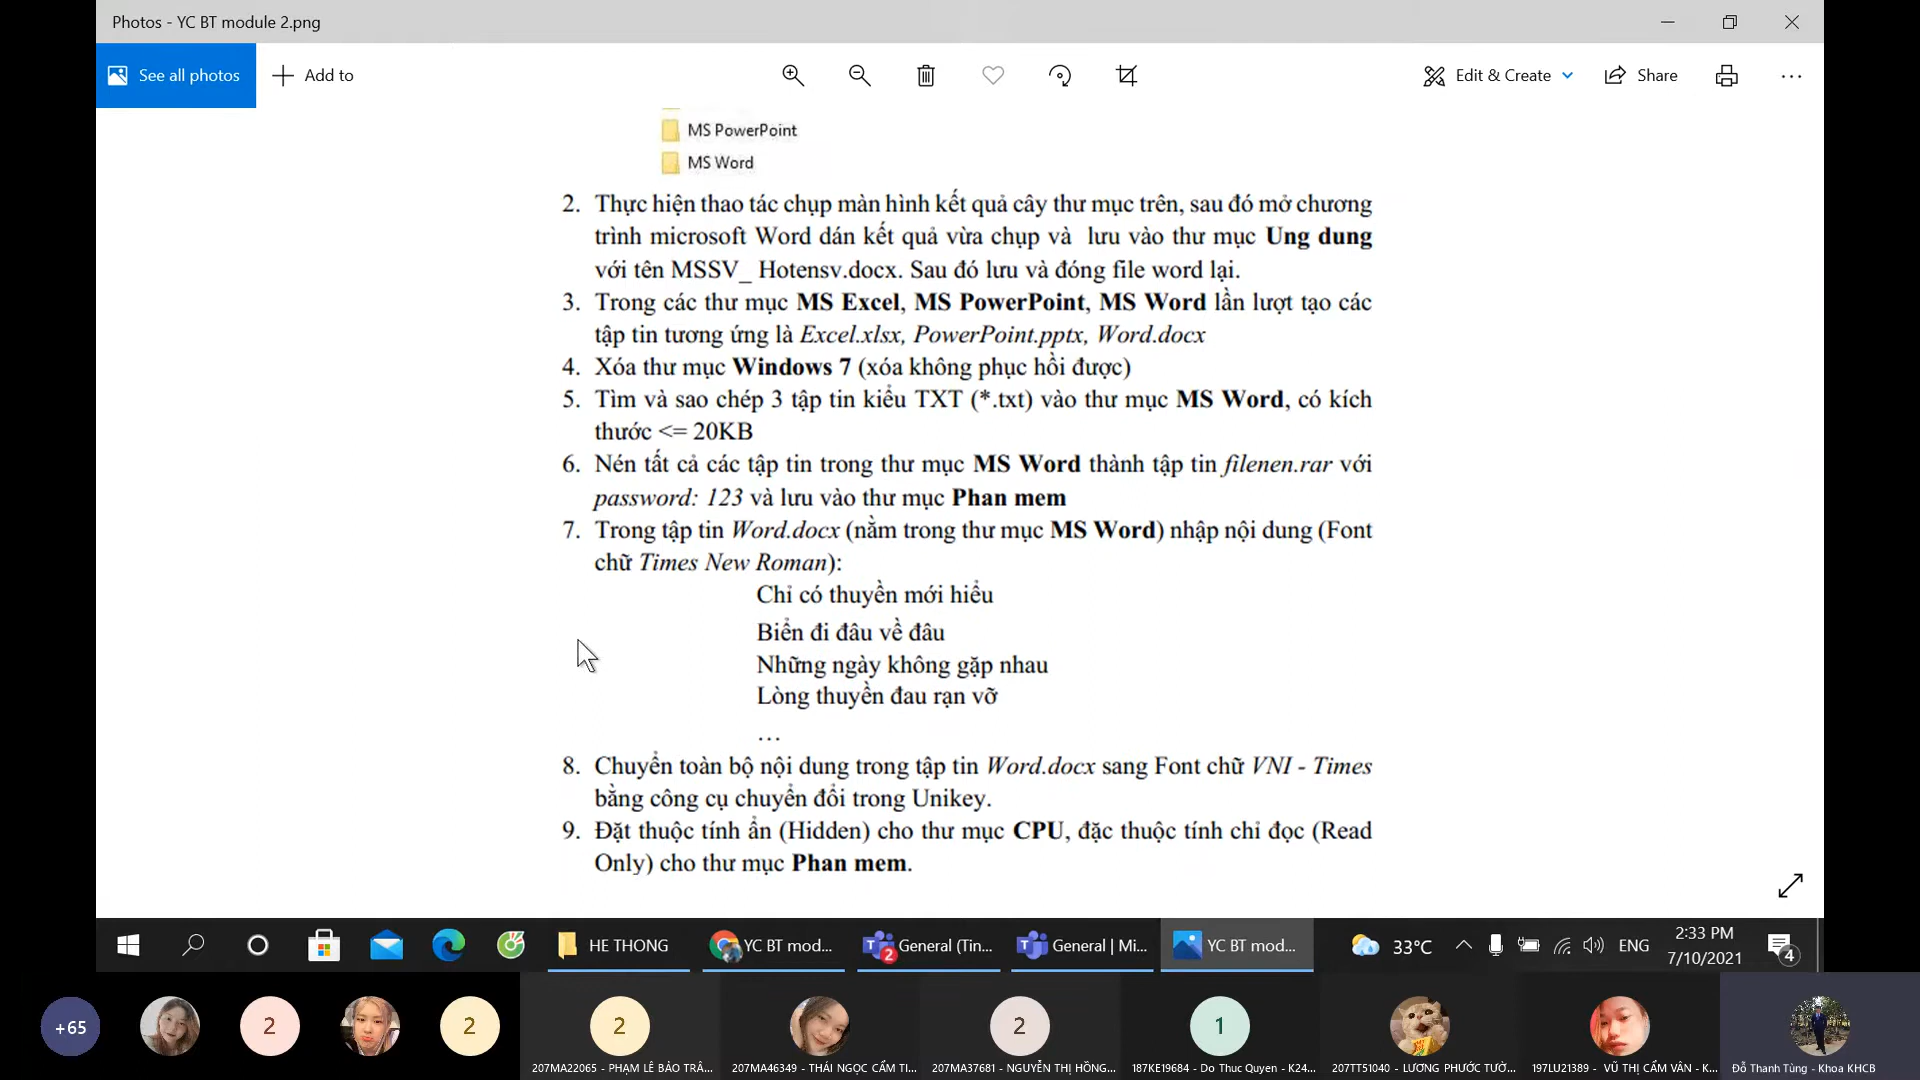 Photos - YC BT module 2.png
See all photos
Add to
Edit & Create
Share
MS PowerPoint
MS Word
2. Thực hiện thao tác chụp màn hình kết quả cây thư mục trên, sau đó mở chương
trình microsoft Word dán kết quả vừa chụp và lưu vào thư mục Ung dung
với tên MSSV_ Hotensv.docx. Sau đó lưu và đóng file word lại.
3. Trong các thư mục MS Excel, MS PowerPoint, MS Word lần lượt tạo các
tập tin tương ứng là Excel.xlsx, PowerPoint.pptx, Word.docx
4. Xóa thư mục Windows 7 (xóa không phục hồi được)
5. Tìm và sao chép 3 tập tin kiểu TXT (*.txt) vào thư mục MS Word, có kích
thước <= 20KB
6. Nén tất cả các tập tin trong thư mục MS Word thành tập tin filenen.rar với
password: 123 và lưu vào thư mục Phan mem
7. Trong tập tin Word.docx (nằm trong thư mục MS Word) nhập nội dung (Font
chữ Times New Roman):
Chỉ có thuyền mới hiểu
Biển đi đâu về đâu
Những ngày không gặp nhau
Lòng thuyền đau rạn vỡ
…
8. Chuyển toàn bộ nội dung trong tập tin Word.docx sang Font chữ VNI - Times
bằng công cụ chuyển đổi trong Unikey.
9. Đặt thuộc tính ẩn (Hidden) cho thư mục CPU, đặc thuộc tính chỉ đọc (Read
Only) cho thư mục Phan mem.
HE THONG
YC BT mod...
2
General (Tin...
General | Mi...
YC BT mod...
33°C
ENG
2:33 PM
7/10/2021
4
+65
2
2
2
2
1
207MA22065 - PHẠM LÊ BẢO TRÂ...
207MA46349 - THÁI NGỌC CẨM TI...
207MA37681 - NGUYỄN THỊ HỒNG...
187KE19684 - Do Thuc Quyen - K24...
207TT51040 - LƯƠNG PHƯỚC TƯỜ...
197LU21389 - VŨ THỊ CẨM VÂN - K...
Đỗ Thanh Tùng - Khoa KHCB